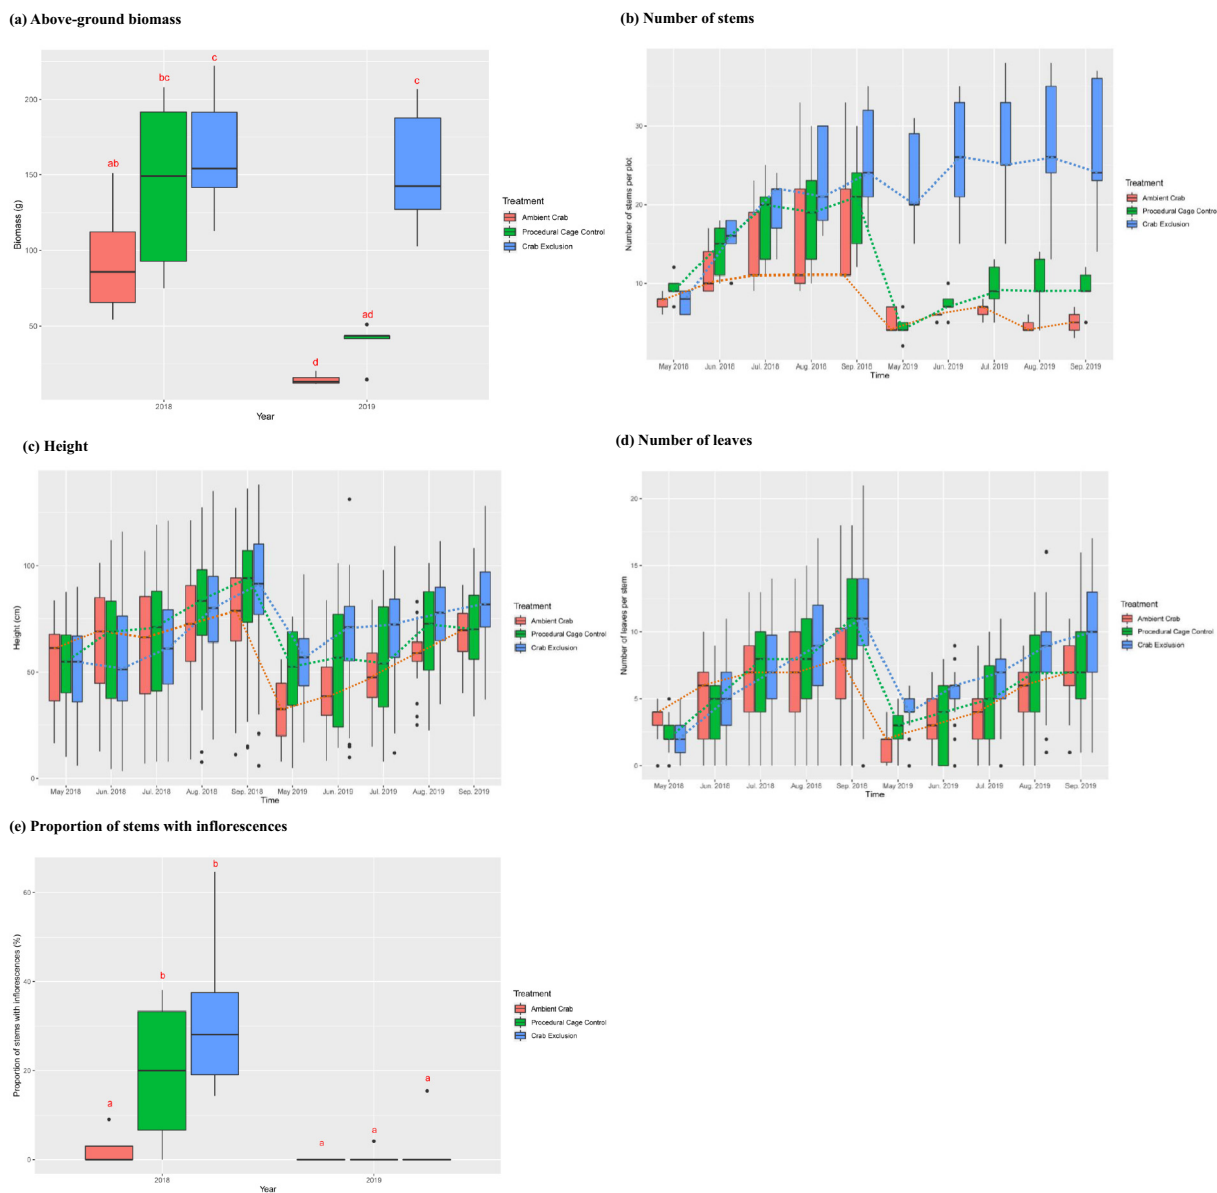 (a) Above-ground biomass
Biomass (g)
200
150
100
50
ab
bc
c
d
ad
c
2018
2019
Year
Treatment
Ambient Crab
Procedural Cage Control
Crab Exclusion
(b) Number of stems
Number of stems per plot
30
20
10
May 2018
Jun. 2018
Jul. 2018
Aug. 2018
Sep. 2018
May 2019
Jun. 2019
Jul. 2019
Aug. 2019
Sep. 2019
Time
Treatment
Ambient Crab
Procedural Cage Control
Crab Exclusion
(c) Height
Height (cm)
100
50
0
May 2018
Jun. 2018
Jul. 2018
Aug. 2018
Sep. 2018
May 2019
Jun. 2019
Jul. 2019
Aug. 2019
Sep. 2019
Time
Treatment
Ambient Crab
Procedural Cage Control
Crab Exclusion
(d) Number of leaves
Number of leaves per stem
20
15
10
5
0
May 2018
Jun. 2018
Jul. 2018
Aug. 2018
Sep. 2018
May 2019
Jun. 2019
Jul. 2019
Aug. 2019
Sep. 2019
Time
Treatment
Ambient Crab
Procedural Cage Control
Crab Exclusion
(e) Proportion of stems with inflorescences
Proportion of stems with inflorescences (%)
60
40
20
0
a
b
b
a
a
a
2018
2019
Year
Treatment
Ambient Crab
Procedural Cage Control
Crab Exclusion